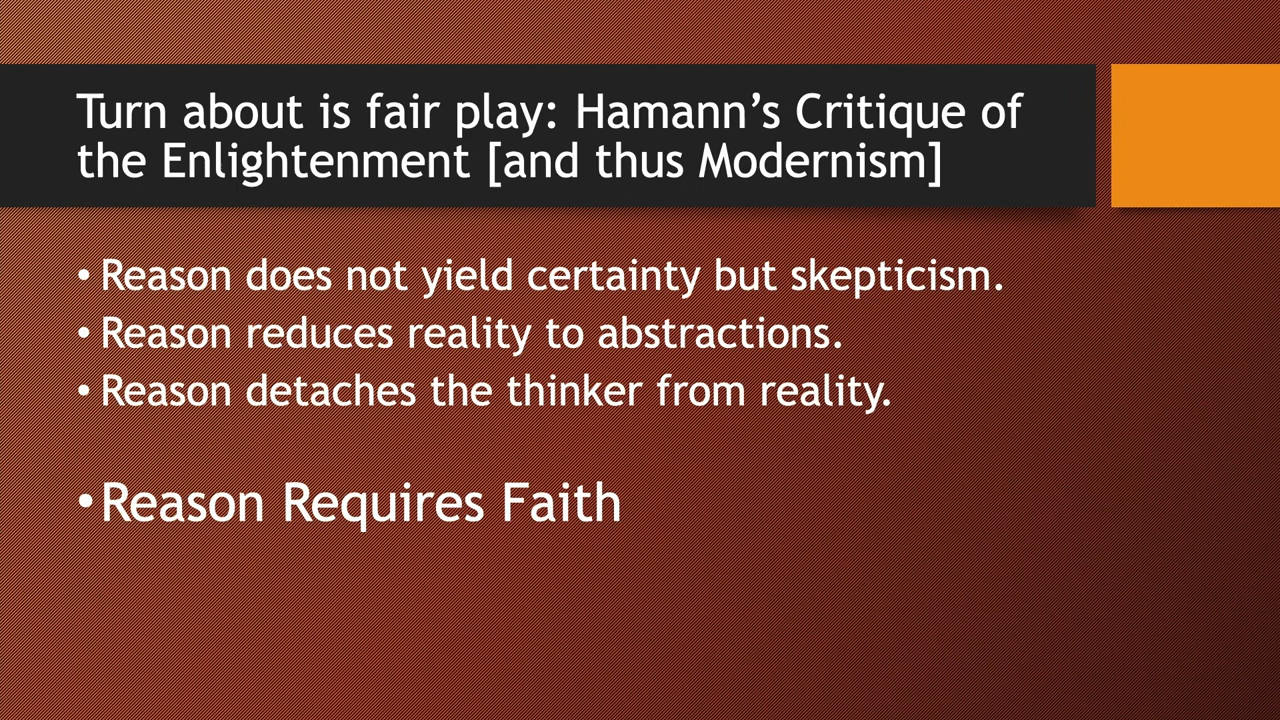 Turn about is fair play: Hamann’s Critique of
the Enlightenment [and thus Modernism]
• Reason does not yield certainty but skepticism.
• Reason reduces reality to abstractions.
• Reason detaches the thinker from reality.
• Reason Requires Faith